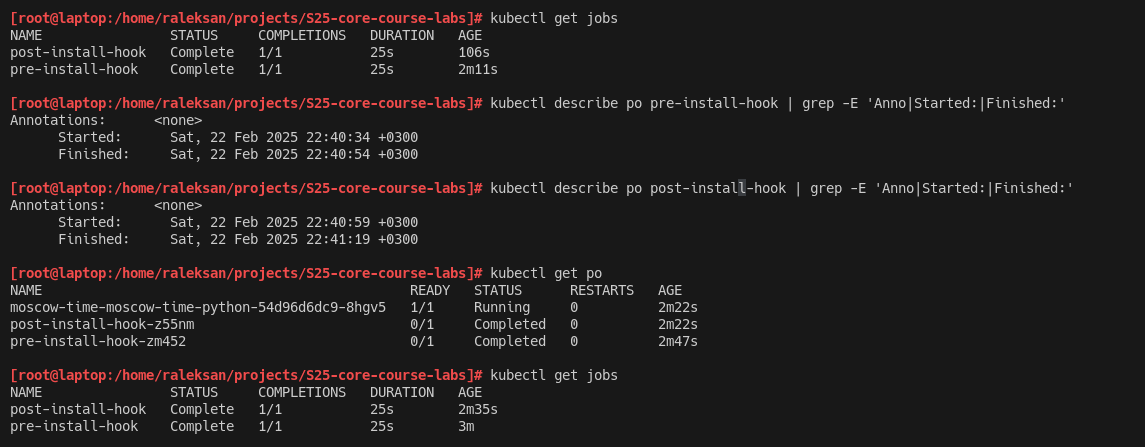 [root@laptop:/home/raleksan/projects/S25-core-course-labs]# kubectl get jobs
NAME                STATUS     COMPLETIONS   DURATION   AGE
post-install-hook   Complete   1/1           25s        106s
pre-install-hook    Complete   1/1           25s        2m11s
[root@laptop:/home/raleksan/projects/S25-core-course-labs]# kubectl describe po pre-install-hook | grep -E 'Anno|Started:|Finished:'
Annotations:      <none>
      Started:      Sat, 22 Feb 2025 22:40:34 +0300
      Finished:     Sat, 22 Feb 2025 22:40:54 +0300
[root@laptop:/home/raleksan/projects/S25-core-course-labs]# kubectl describe po post-install-hook | grep -E 'Anno|Started:|Finished:'
Annotations:      <none>
      Started:      Sat, 22 Feb 2025 22:40:59 +0300
      Finished:     Sat, 22 Feb 2025 22:41:19 +0300
[root@laptop:/home/raleksan/projects/S25-core-course-labs]# kubectl get po
NAME                                              READY   STATUS      RESTARTS   AGE
moscow-time-moscow-time-python-54d96d6dc9-8hgv5   1/1     Running     0          2m22s
post-install-hook-z55nm                           0/1     Completed   0          2m22s
pre-install-hook-zm452                            0/1     Completed   0          2m47s
[root@laptop:/home/raleksan/projects/S25-core-course-labs]# kubectl get jobs
NAME                STATUS     COMPLETIONS   DURATION   AGE
post-install-hook   Complete   1/1           25s        2m35s
pre-install-hook    Complete   1/1           25s        3m